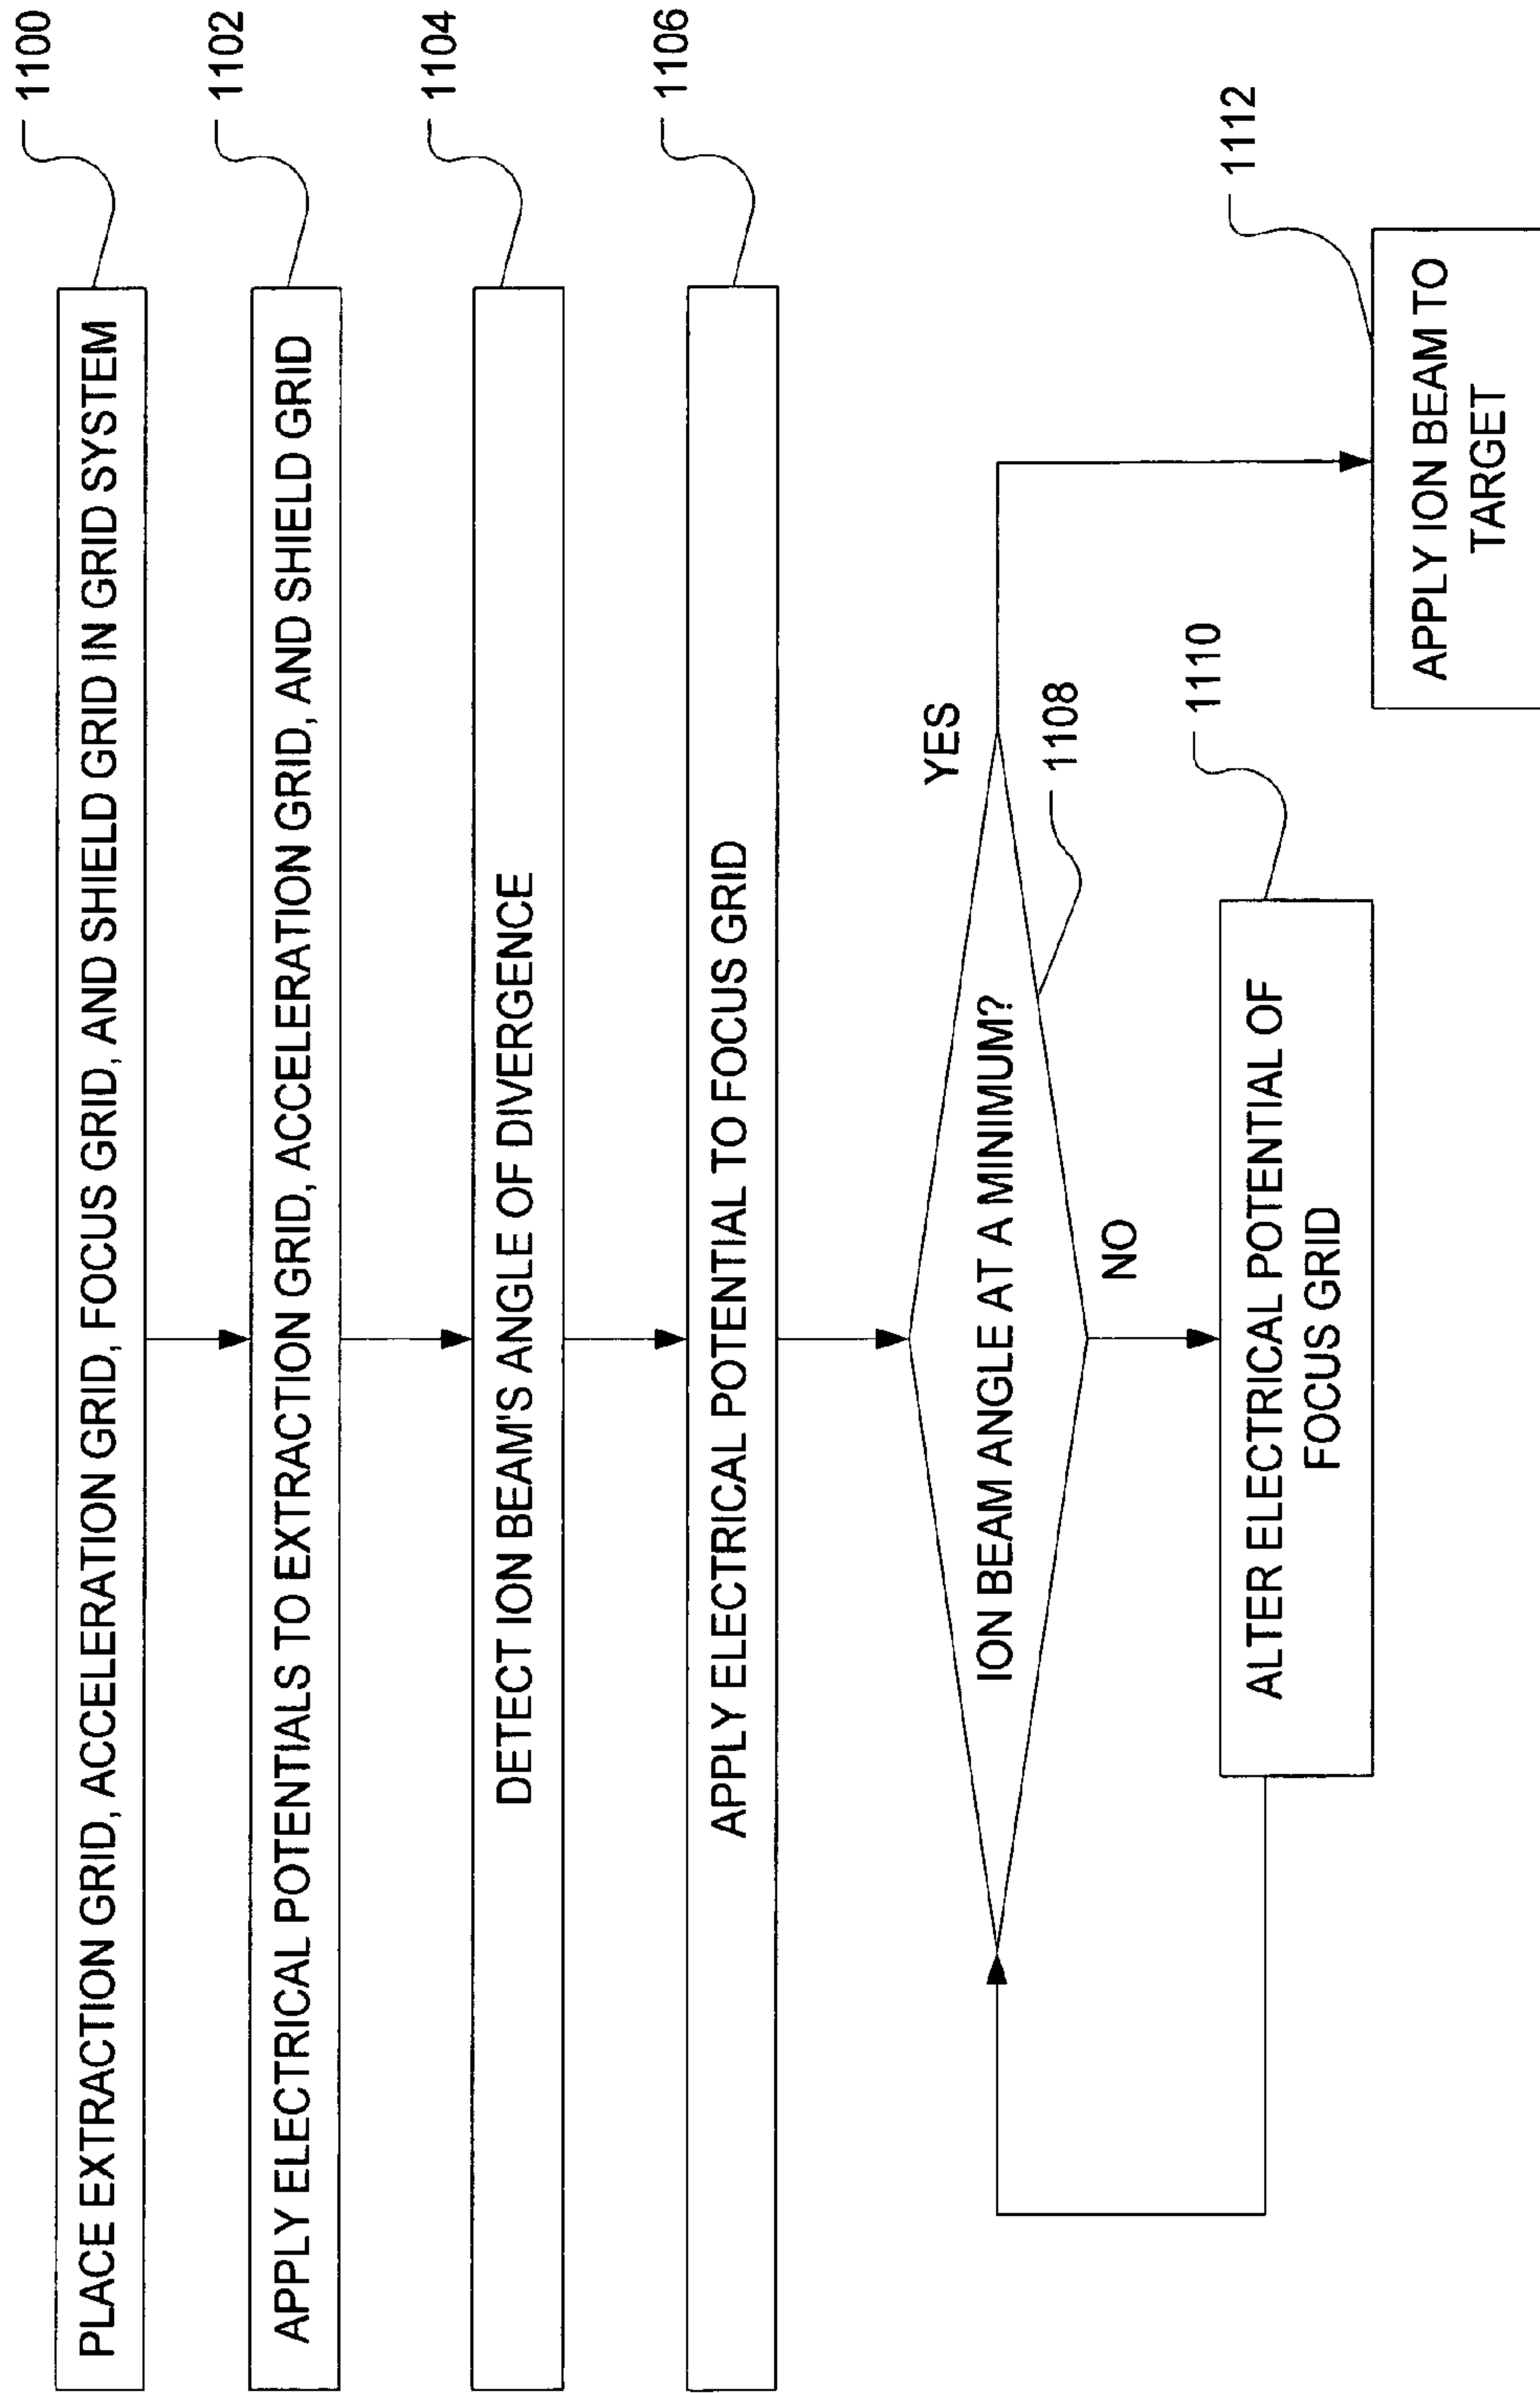 1100
PLACE EXTRACTION GRID, ACCELERATION GRID, FOCUS GRID, AND SHIELD GRID IN GRID SYSTEM
1102
APPLY ELECTRICAL POTENTIALS TO EXTRACTION GRID, ACCELERATION GRID, AND SHIELD GRID
1104
DETECT ION BEAM'S ANGLE OF DIVERGENCE
1106
APPLY ELECTRICAL POTENTIAL TO FOCUS GRID
YES
ION BEAM ANGLE AT A MINIMUM?
1108
NO
1110
ALTER ELECTRICAL POTENTIAL OF
FOCUS GRID
1112
APPLY ION BEAM TO
TARGET